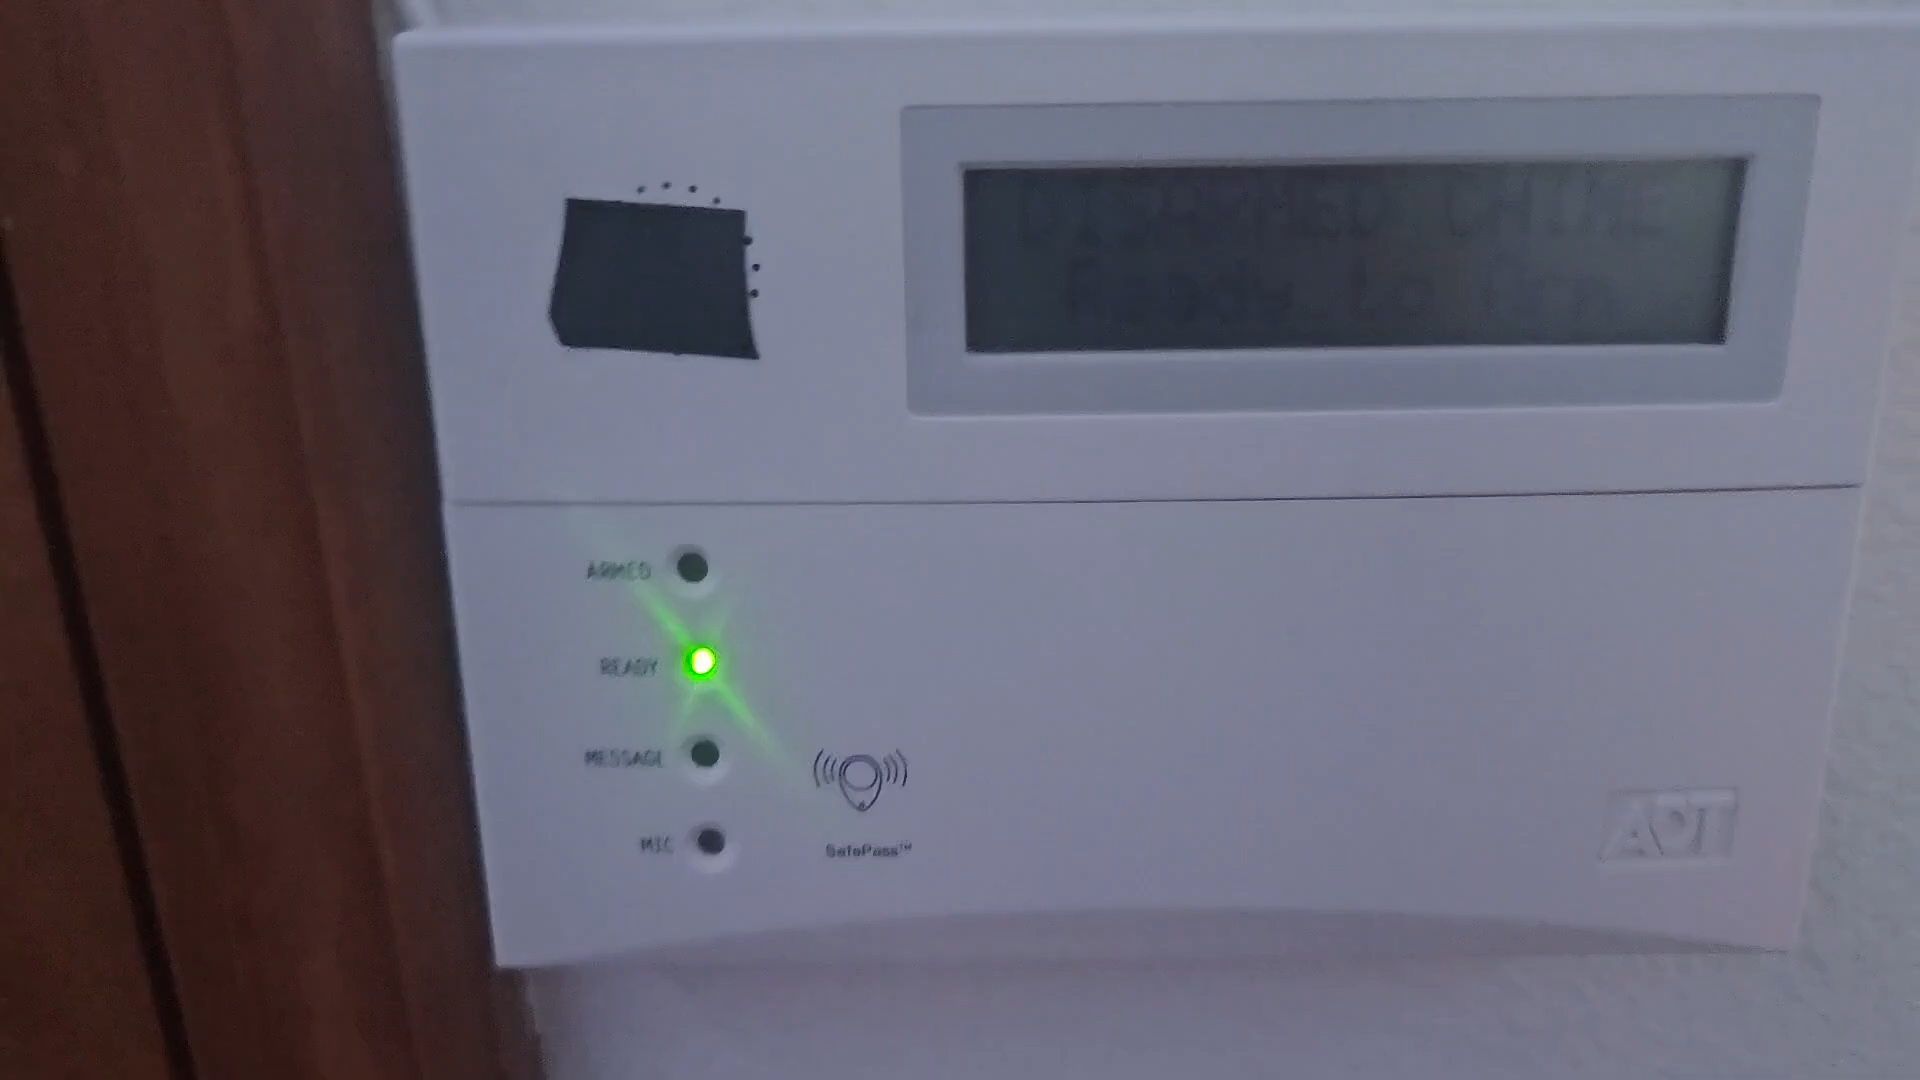 DISARMED CHIME
Ready to Arm
ARMED
READY
MESSAGE
MIC
SafePass™
ADT